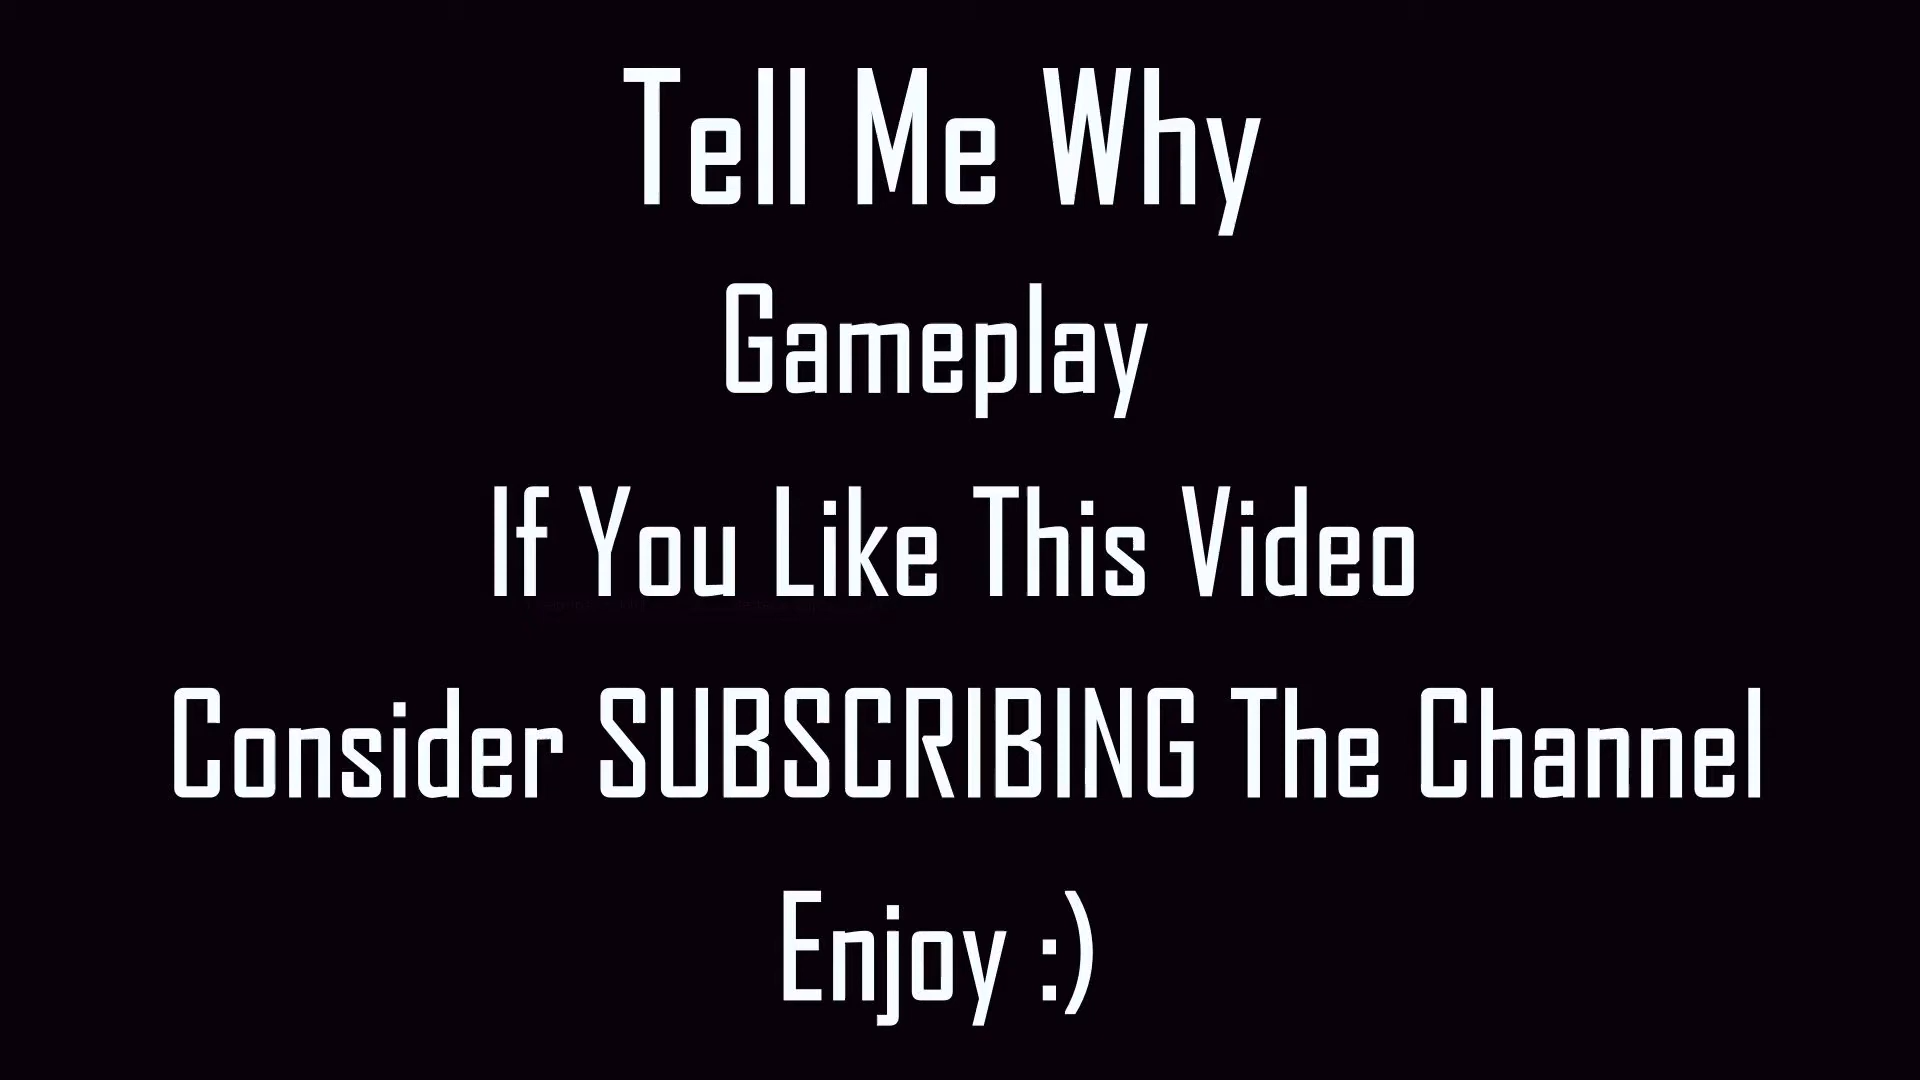 Tell Me Why
Gameplay
If You Like This Video
Consider SUBSCRIBING The Channel
Enjoy :)